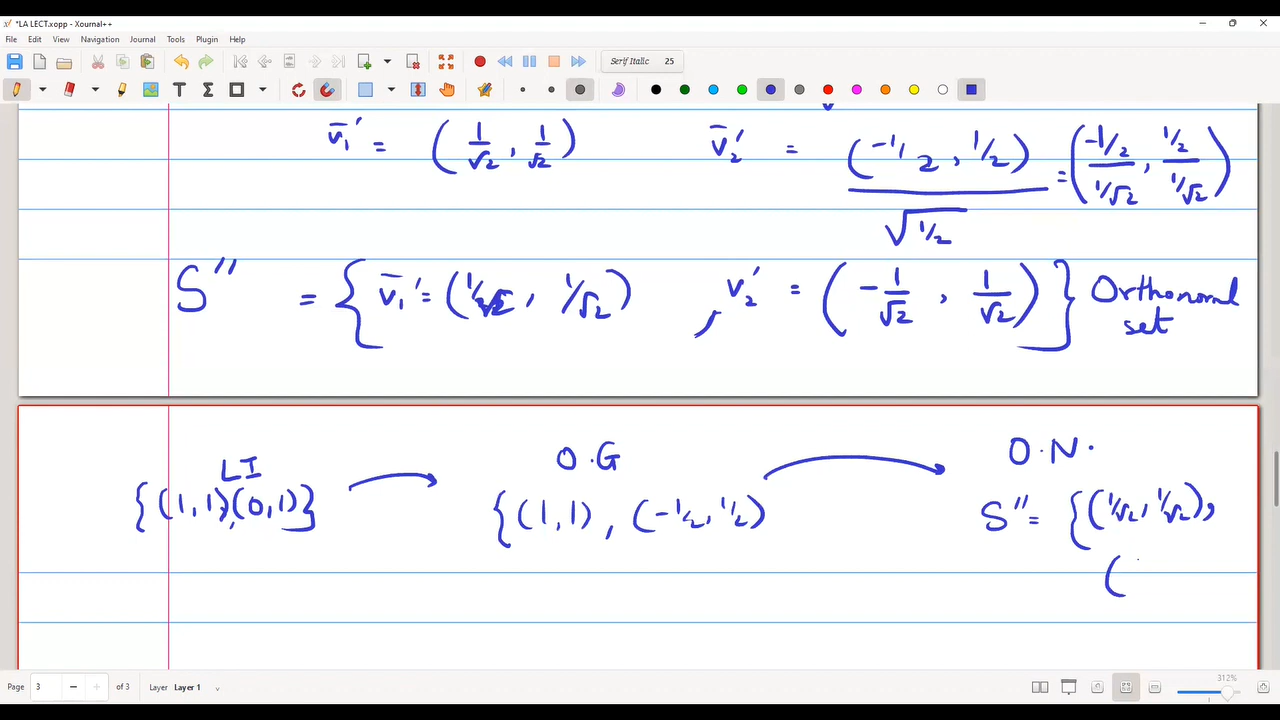 *LA LECT.xopp - Xournal++
File Edit View Navigation Journal Tools Plugin Help
Serif Italic 25
v̄₁′ = (1/√2, 1/√2) v̄₂′ = (-1/2, 1/2) / √(1/2) = ((-1/2)/(1/√2), (1/2)/(1/√2))
S″ = { v̄₁′ = (1/√2, 1/√2) , v₂′ = (-1/√2, 1/√2) } Orthonormal
set
LI O.G O.N.
{(1,1),(0,1)} {(1,1), (-1/2, 1/2) S″ = {(1/√2, 1/√2),
(
Page 3 of 3 Layer Layer 1 312%